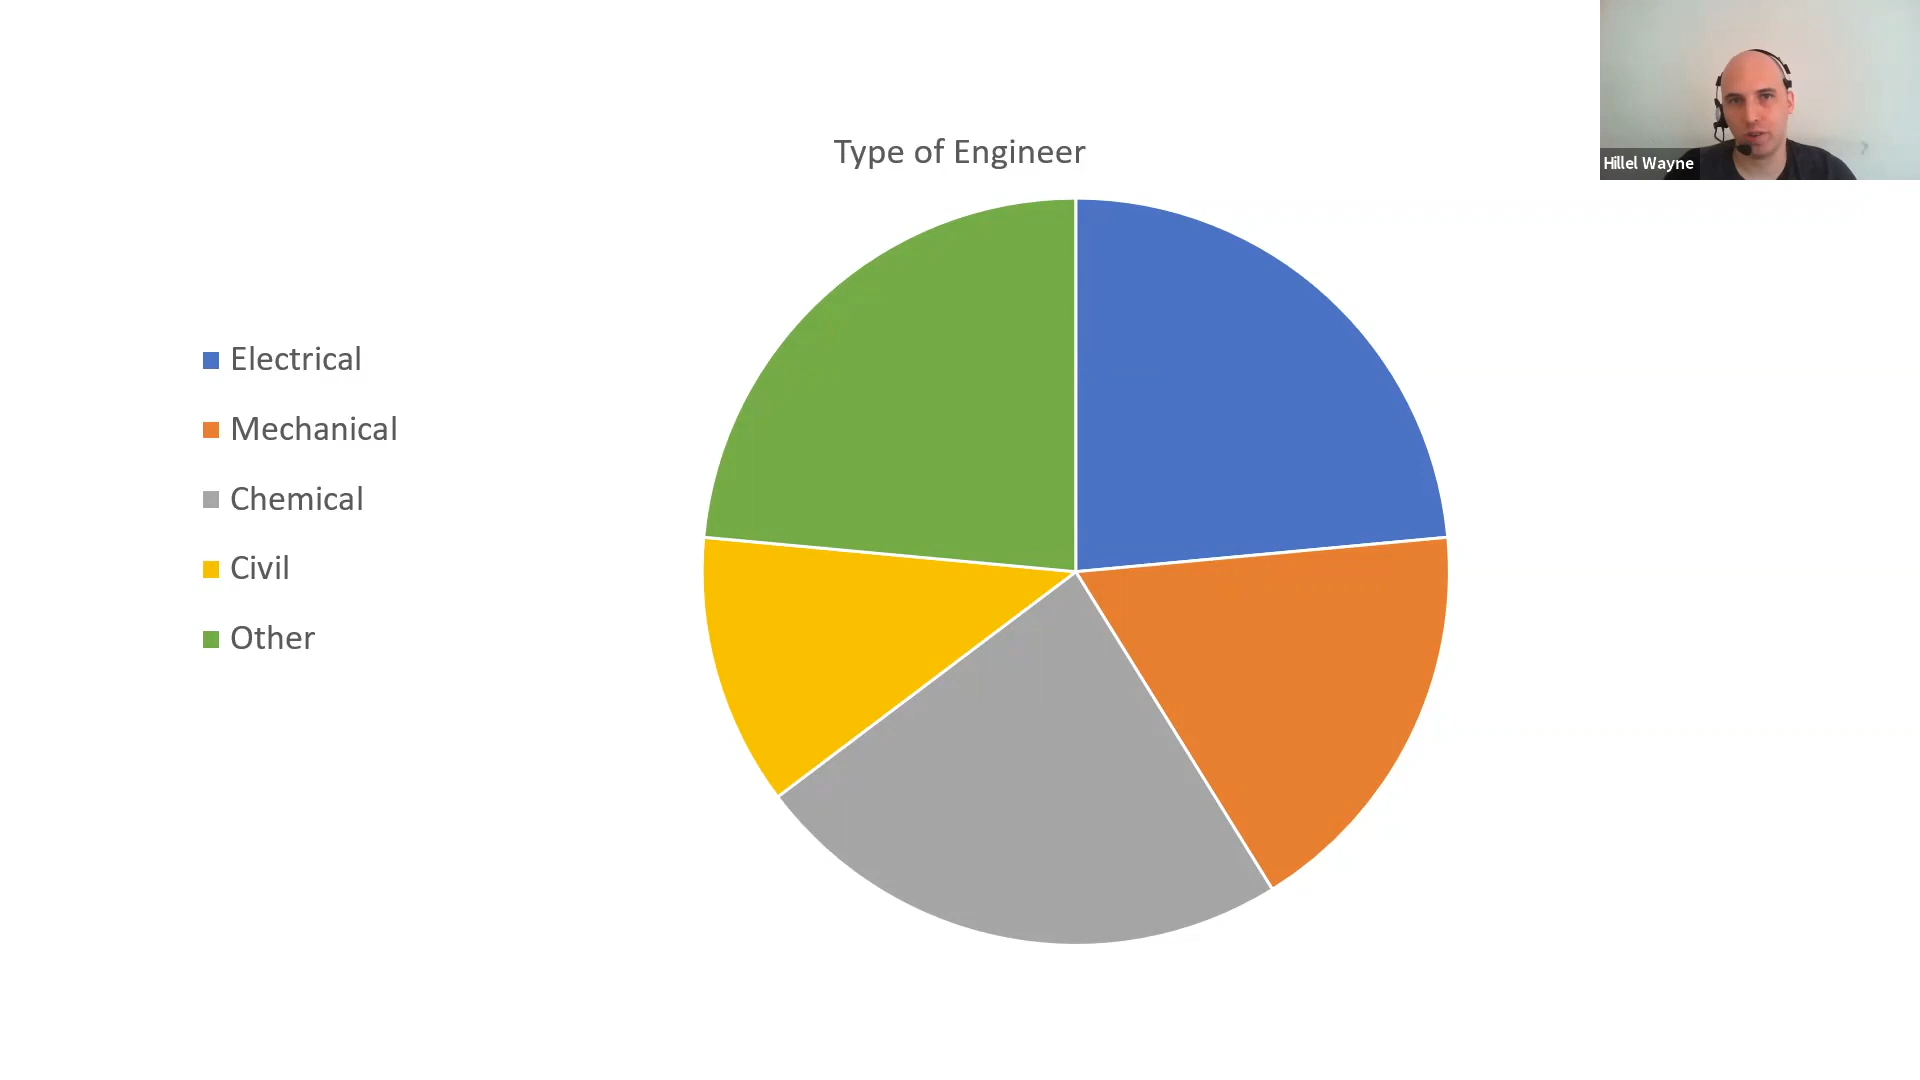 Type of Engineer
Electrical
Mechanical
Chemical
Civil
Other
Hillel Wayne